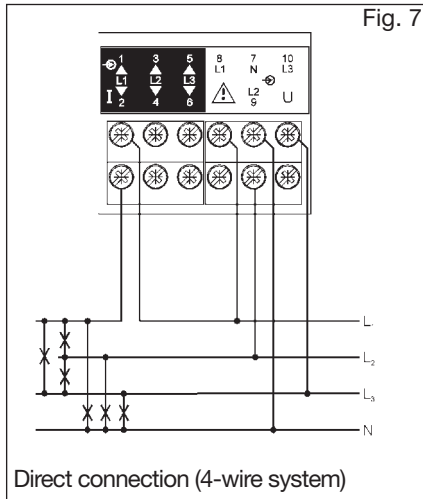 Fig. 7
1 3 5 8 7 10
L1 N L3
L1 L2 L3
L2
I 2 4 6 9 U
L
L₂
L₃
N
Direct connection (4-wire system)